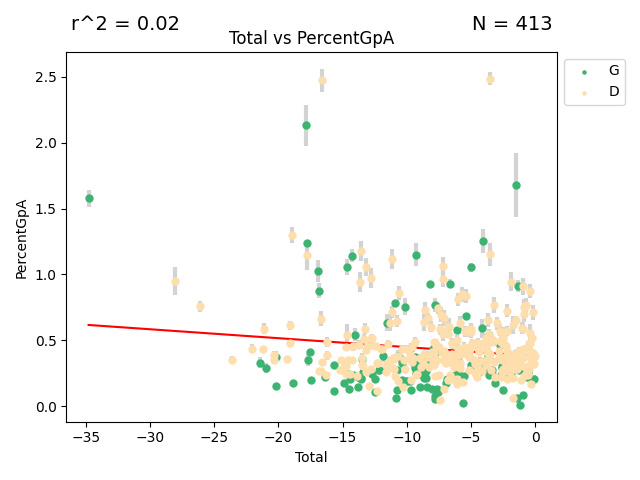 r^2 = 0.02
N = 413
Total vs PercentGpA
G
D
PercentGpA
2.5
2.0
1.5
1.0
0.5
0.0
−35 −30 −25 −20 −15 −10 −5 0
Total